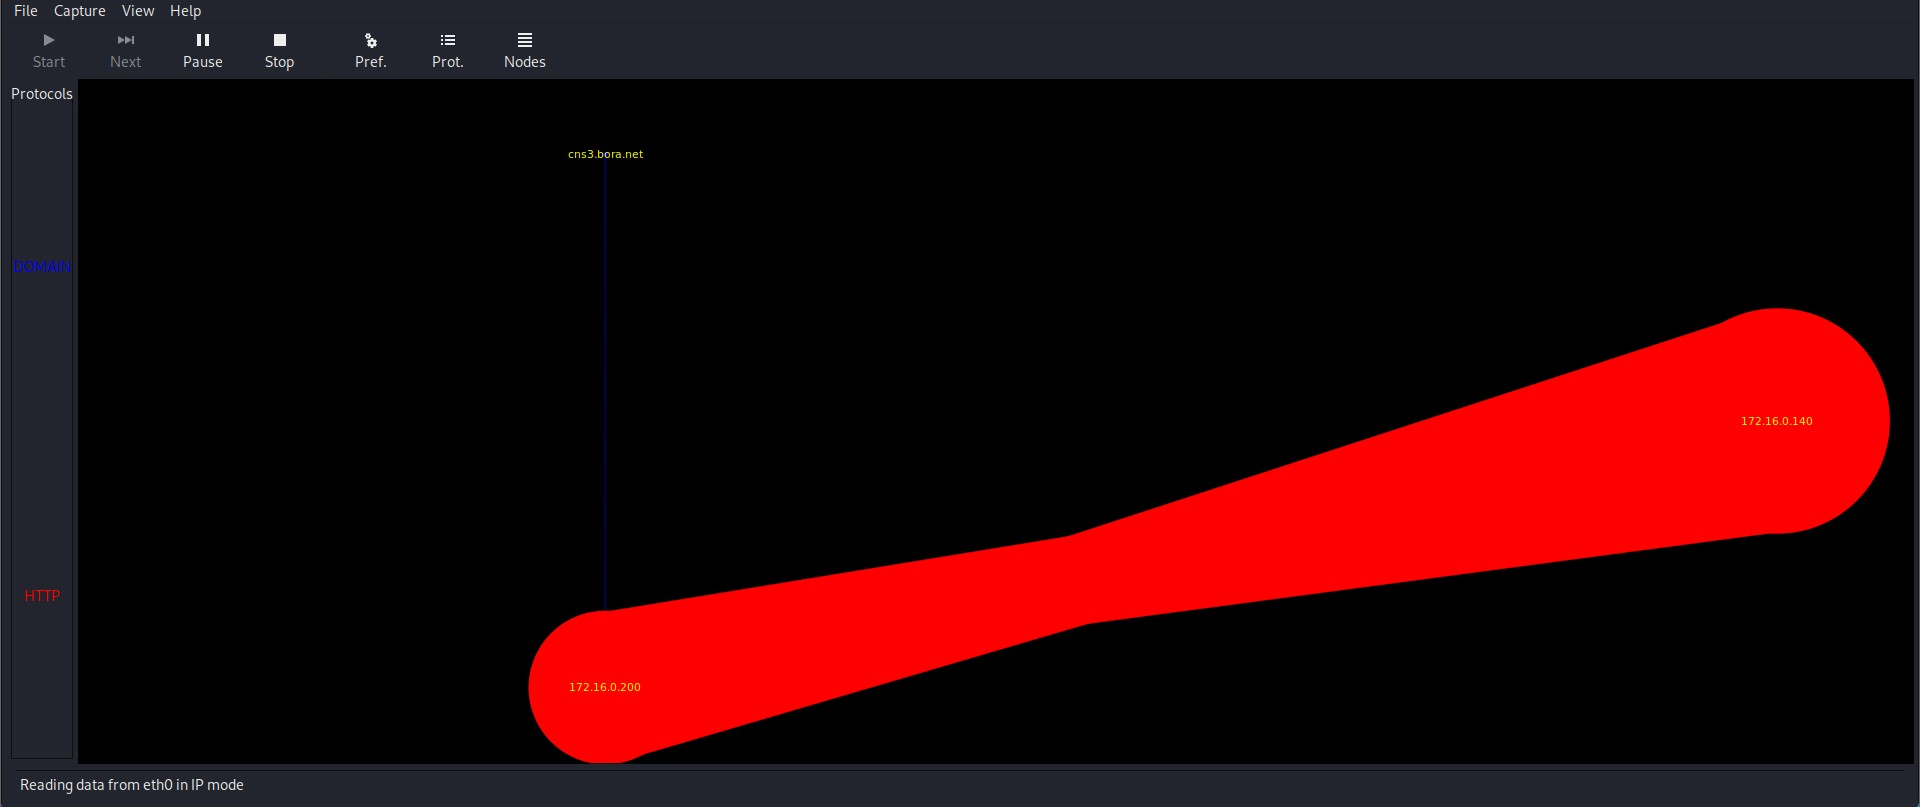 File Capture View Help
Start Next Pause Stop Pref. Prot. Nodes
Protocols
cns3.bora.net
DOMAIN
172.16.0.140
HTTP
172.16.0.200
Reading data from eth0 in IP mode